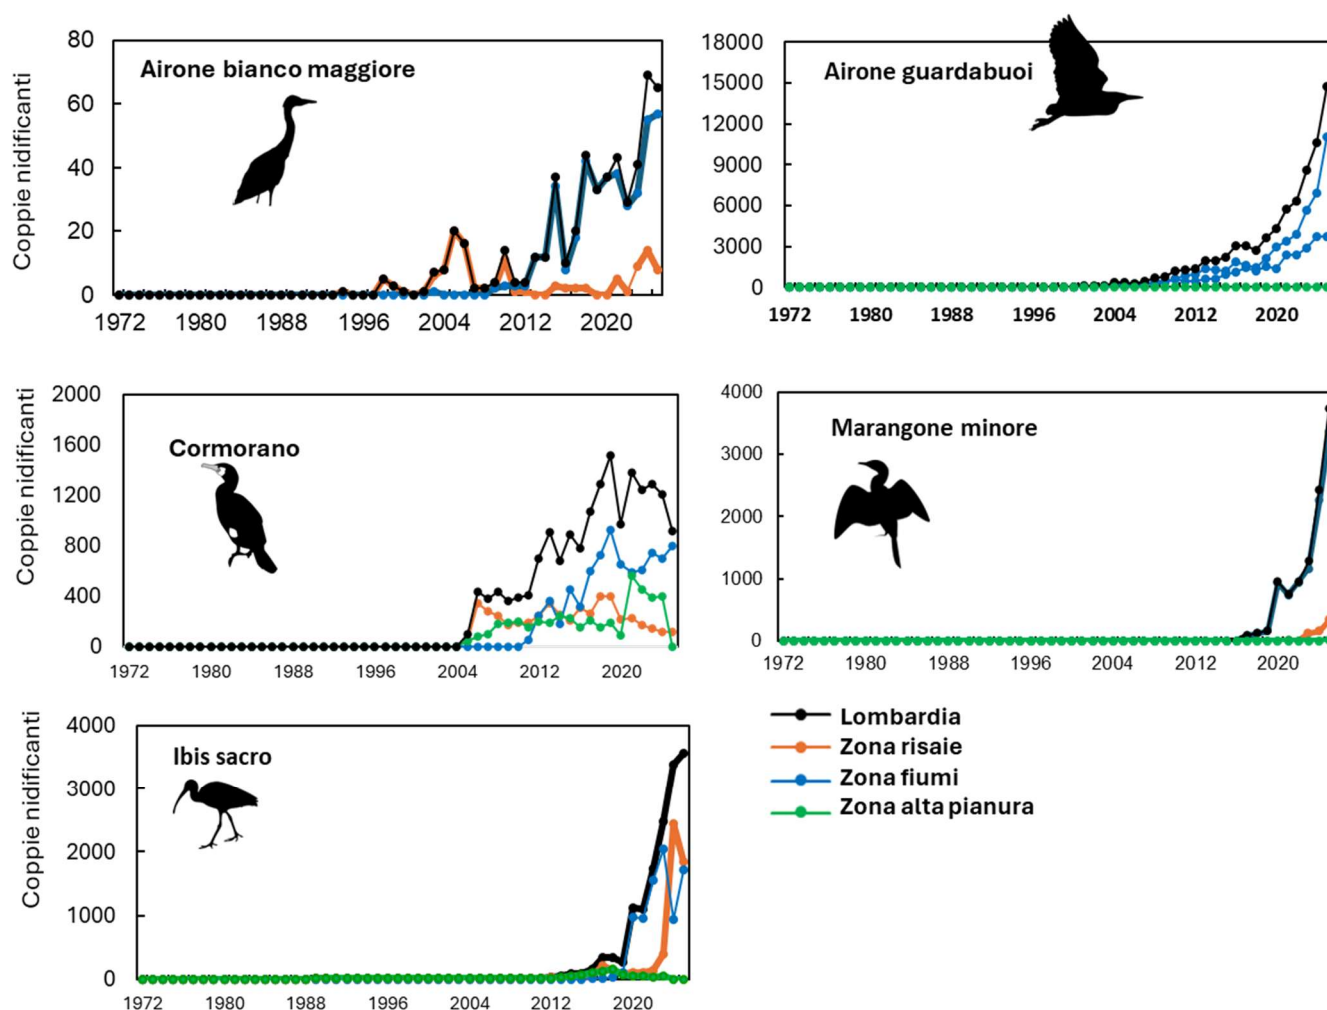 Airone bianco maggiore
Coppie nidificanti
80
60
40
20
0
1972 1980 1988 1996 2004 2012 2020
Airone guardabuoi
18000
15000
12000
9000
6000
3000
0
1972 1980 1988 1996 2004 2012 2020
Cormorano
Coppie nidificanti
2000
1600
1200
800
400
0
1972 1980 1988 1996 2004 2012 2020
Marangone minore
4000
3000
2000
1000
0
1972 1980 1988 1996 2004 2012 2020
Ibis sacro
Coppie nidificanti
4000
3000
2000
1000
0
1972 1980 1988 1996 2004 2012 2020
Lombardia
Zona risaie
Zona fiumi
Zona alta pianura